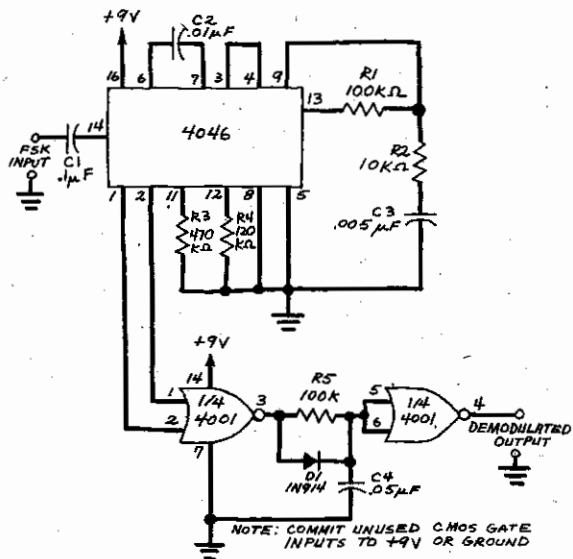 +9V
C2
.01µF
16
6
7
3
4
9
13
R1
100KΩ
4046
14
FSK
INPUT
C1
.1µF
R2
10KΩ
C3
.005µF
1
2
11
12
8
5
R3
470
KΩ
R4
120
KΩ
+9V
14
1
2
1/4
4001
3
7
R5
100K
D1
1N914
C4
.05µF
5
6
1/4
4001
4
DEMODULATED
OUTPUT
NOTE: COMMIT UNUSED CMOS GATE
INPUTS TO +9V OR GROUND